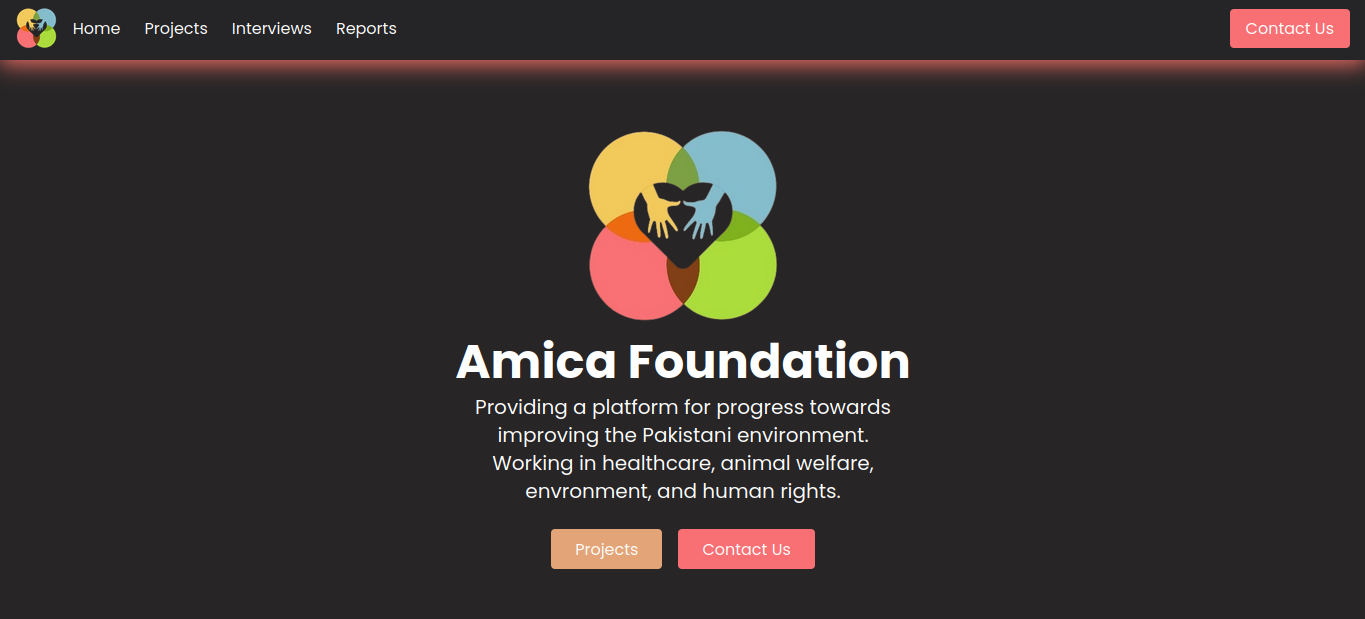 Home Projects Interviews Reports Contact Us
Amica Foundation
Providing a platform for progress towards
improving the Pakistani environment.
Working in healthcare, animal welfare,
envronment, and human rights.
Projects Contact Us